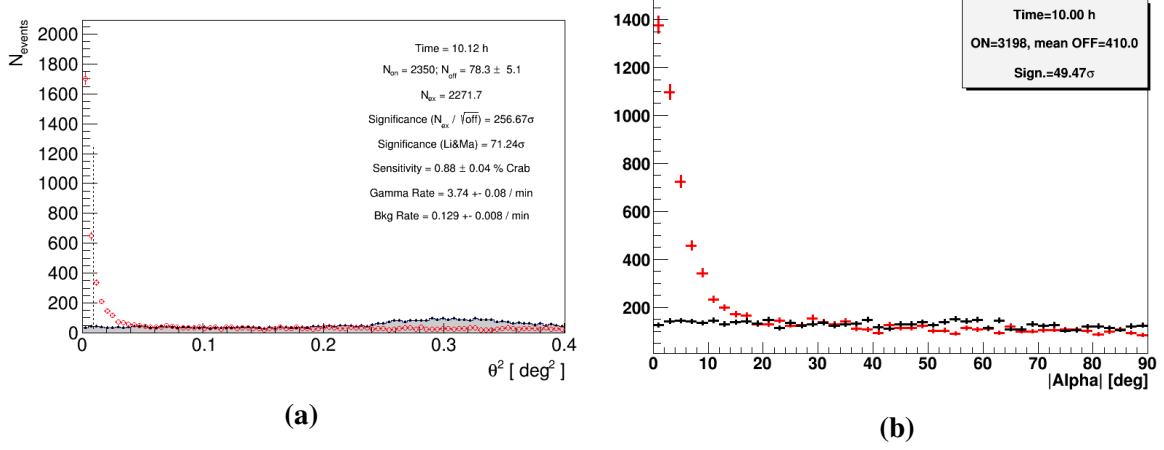 N_events
2000
1800
1600
1400
1200
1000
800
600
400
200
0
Time = 10.12 h
N_on = 2350; N_off = 78.3 ± 5.1
N_ex = 2271.7
Significance (N_ex / √off) = 256.67σ
Significance (Li&Ma) = 71.24σ
Sensitivity = 0.88 ± 0.04 % Crab
Gamma Rate = 3.74 +- 0.08 / min
Bkg Rate = 0.129 +- 0.008 / min
0 0.1 0.2 0.3 0.4
θ² [ deg² ]
(a)
1400
1200
1000
800
600
400
200
Time=10.00 h
ON=3198, mean OFF=410.0
Sign.=49.47σ
0 10 20 30 40 50 60 70 80 90
|Alpha| [deg]
(b)